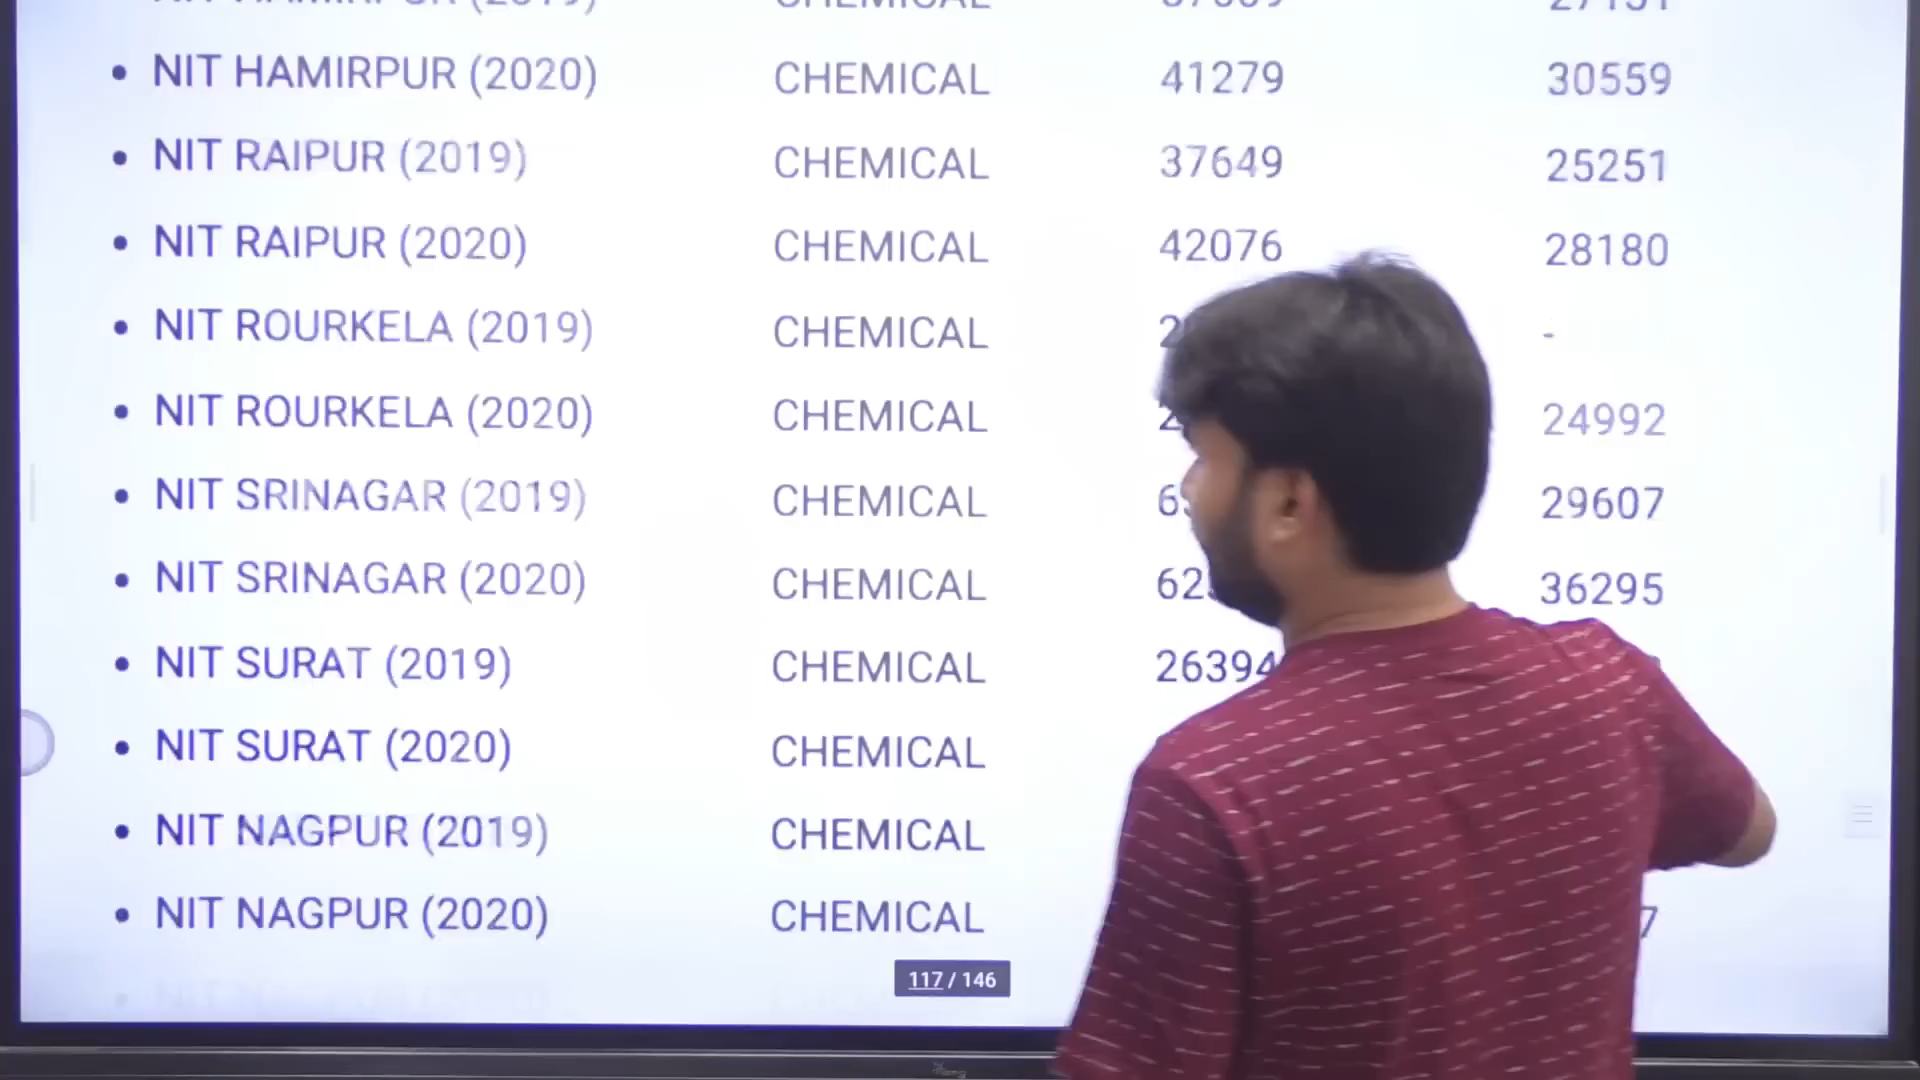 • NIT HAMIRPUR (2020) CHEMICAL 41279 30559
• NIT RAIPUR (2019) CHEMICAL 37649 25251
• NIT RAIPUR (2020) CHEMICAL 42076 28180
• NIT ROURKELA (2019) CHEMICAL -
• NIT ROURKELA (2020) CHEMICAL 24992
• NIT SRINAGAR (2019) CHEMICAL 29607
• NIT SRINAGAR (2020) CHEMICAL 36295
• NIT SURAT (2019) CHEMICAL 26394
• NIT SURAT (2020) CHEMICAL
• NIT NAGPUR (2019) CHEMICAL
• NIT NAGPUR (2020) CHEMICAL
117 / 146